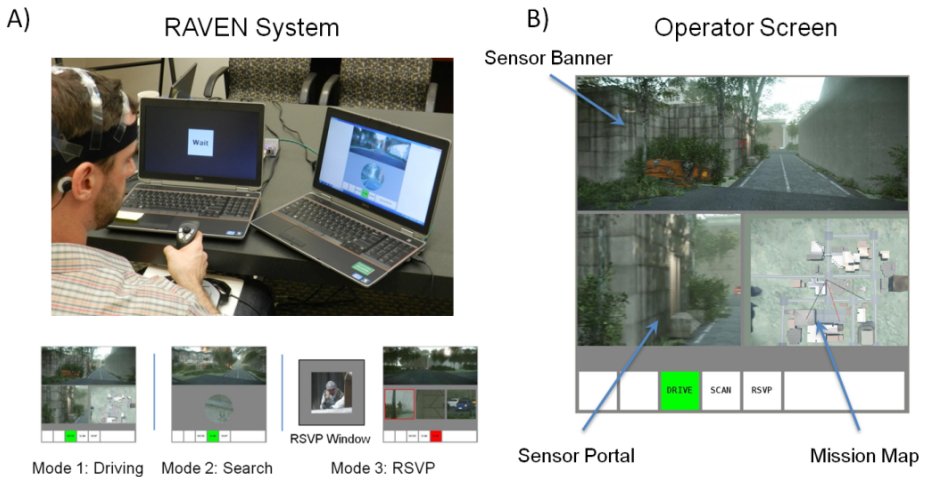 A)
RAVEN System
B)
Operator Screen
Sensor Banner
Wait
DRIVE
SCAN
RSVP
RSVP Window
Mode 1: Driving
Mode 2: Search
Mode 3: RSVP
Sensor Portal
Mission Map